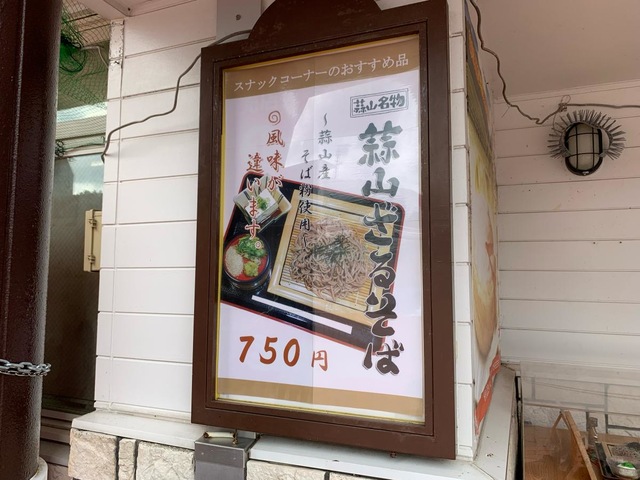 スナックコーナーのおすすめ品
蒜山名物
蒜山ざるそば
～蒜山産
そば粉使用～
◎風味が
違います。
750円